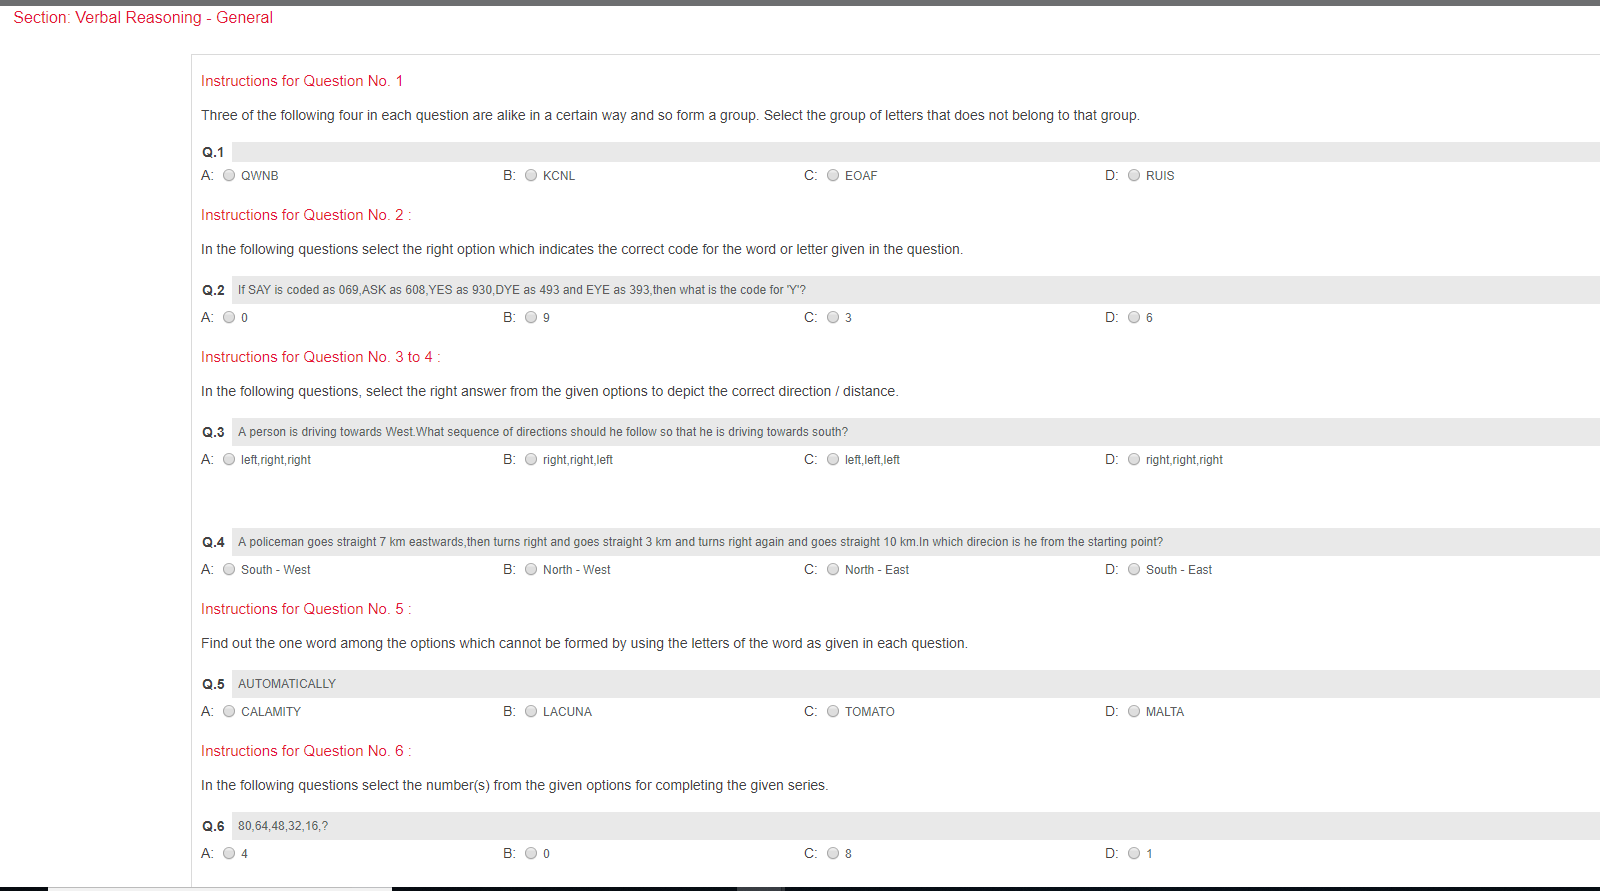 Section: Verbal Reasoning - General
Instructions for Question No. 1
Three of the following four in each question are alike in a certain way and so form a group. Select the group of letters that does not belong to that group.
Q.1
A: QWNB B: KCNL C: EOAF D: RUIS
Instructions for Question No. 2 :
In the following questions select the right option which indicates the correct code for the word or letter given in the question.
Q.2 If SAY is coded as 069,ASK as 608,YES as 930,DYE as 493 and EYE as 393,then what is the code for 'Y'?
A: 0 B: 9 C: 3 D: 6
Instructions for Question No. 3 to 4 :
In the following questions, select the right answer from the given options to depict the correct direction / distance.
Q.3 A person is driving towards West.What sequence of directions should he follow so that he is driving towards south?
A: left,right,right B: right,right,left C: left,left,left D: right,right,right
Q.4 A policeman goes straight 7 km eastwards,then turns right and goes straight 3 km and turns right again and goes straight 10 km.In which direcion is he from the starting point?
A: South - West B: North - West C: North - East D: South - East
Instructions for Question No. 5 :
Find out the one word among the options which cannot be formed by using the letters of the word as given in each question.
Q.5 AUTOMATICALLY
A: CALAMITY B: LACUNA C: TOMATO D: MALTA
Instructions for Question No. 6 :
In the following questions select the number(s) from the given options for completing the given series.
Q.6 80,64,48,32,16,?
A: 4 B: 0 C: 8 D: 1